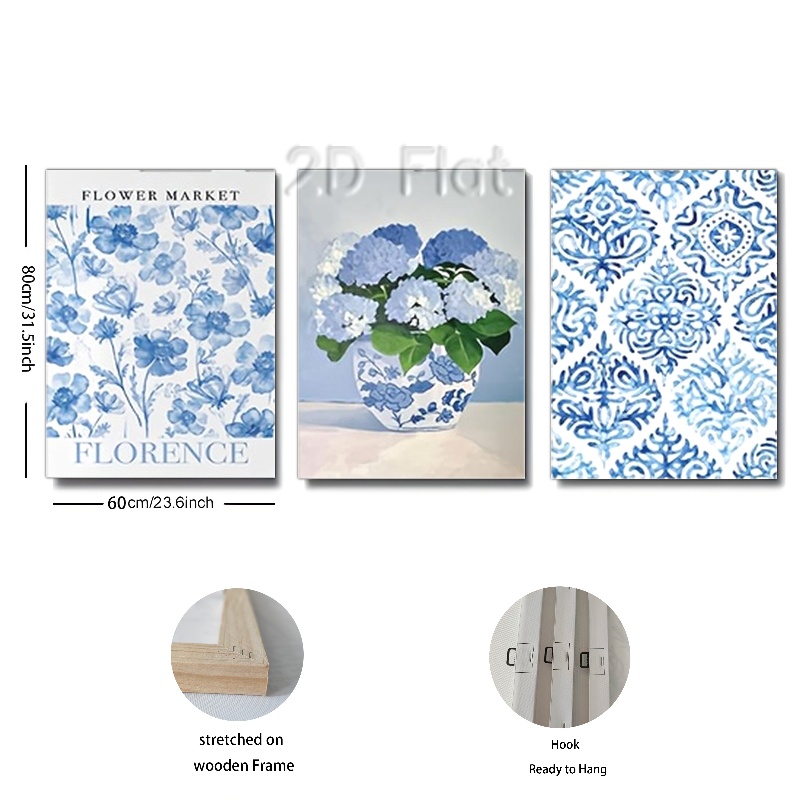 2D Flat
FLOWER MARKET
FLORENCE
80cm/31.5inch
60cm/23.6inch
stretched on
wooden Frame
Hook
Ready to Hang